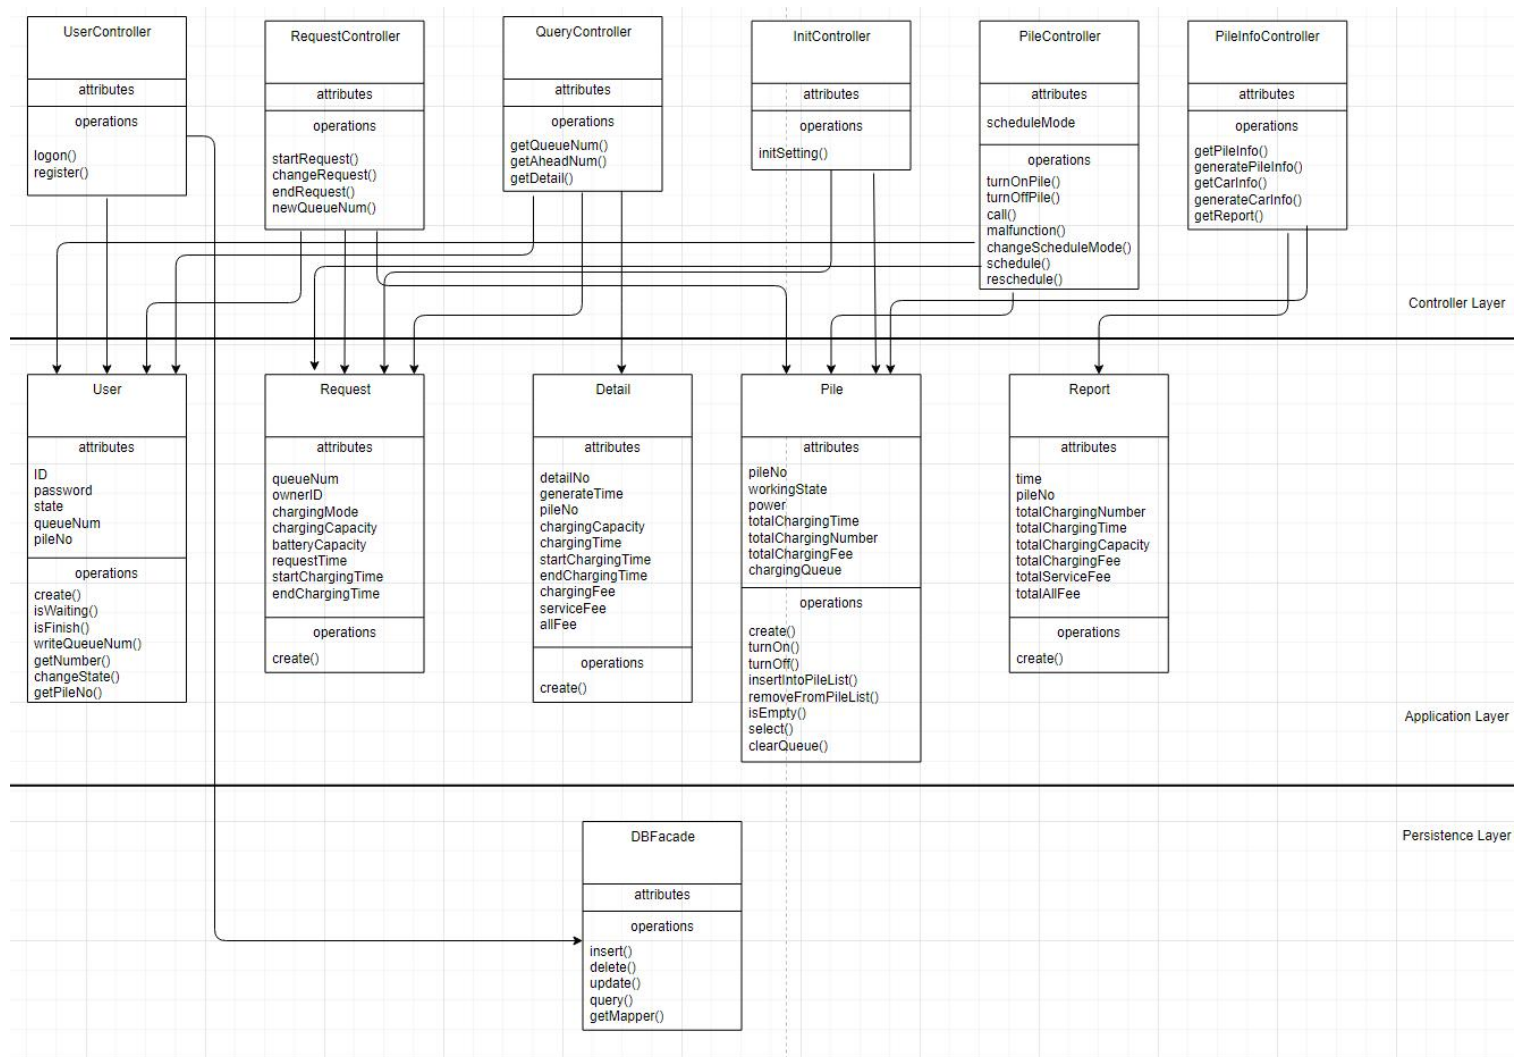 UserController
attributes
operations
logon()
register()
RequestController
attributes
operations
startRequest()
changeRequest()
endRequest()
newQueueNum()
QueryController
attributes
operations
getQueueNum()
getAheadNum()
getDetail()
InitController
attributes
operations
initSetting()
PileController
attributes
scheduleMode
operations
turnOnPile()
turnOffPile()
call()
malfunction()
changeScheduleMode()
schedule()
reschedule()
PileInfoController
attributes
operations
getPileInfo()
generatePileInfo()
getCarInfo()
generateCarInfo()
getReport()
Controller Layer
User
attributes
ID
password
state
queueNum
pileNo
operations
create()
isWaiting()
isFinish()
writeQueueNum()
getNumber()
changeState()
getPileNo()
Request
attributes
queueNum
ownerID
chargingMode
chargingCapacity
batteryCapacity
requestTime
startChargingTime
endChargingTime
operations
create()
Detail
attributes
detailNo
generateTime
pileNo
chargingCapacity
chargingTime
startChargingTime
endChargingTime
chargingFee
serviceFee
allFee
operations
create()
Pile
attributes
pileNo
workingState
power
totalChargingTime
totalChargingNumber
totalChargingFee
chargingQueue
operations
create()
turnOn()
turnOff()
insertIntoPileList()
removeFromPileList()
isEmpty()
select()
clearQueue()
Report
attributes
time
pileNo
totalChargingNumber
totalChargingTime
totalChargingCapacity
totalChargingFee
totalServiceFee
totalAllFee
operations
create()
Application Layer
DBFacade
attributes
operations
insert()
delete()
update()
query()
getMapper()
Persistence Layer